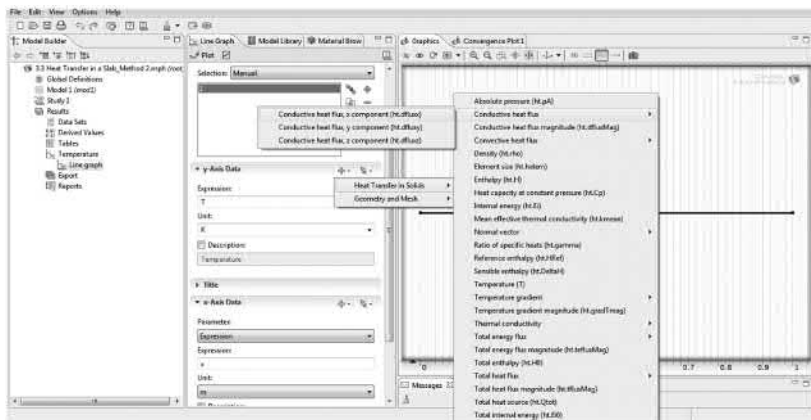 File Edit View Options Help
Model Builder
3.3 Heat Transfer in a Slab_Method 2.mph (root)
Global Definitions
Model 1 (mod1)
Study 1
Results
Data Sets
Derived Values
Tables
Temperature
Line graph
Export
Reports
Line Graph Model Library Material Brow
Plot
Selection: Manual
1
y-Axis Data
Expression:
T
Unit:
K
Description:
Temperature
Title
x-Axis Data
Parameter:
Expression
Expression:
x
Unit:
m
Conductive heat flux, x component (ht.dfluxx)
Conductive heat flux, y component (ht.dfluxy)
Conductive heat flux, z component (ht.dfluxz)
Heat Transfer in Solids
Geometry and Mesh
Graphics Convergence Plot 1
Absolute pressure (ht.pA)
Conductive heat flux
Conductive heat flux magnitude (ht.dfluxMag)
Convective heat flux
Density (ht.rho)
Element size (ht.helem)
Enthalpy (ht.H)
Heat capacity at constant pressure (ht.Cp)
Internal energy (ht.Ei)
Mean effective thermal conductivity (ht.kmean)
Normal vector
Ratio of specific heats (ht.gamma)
Reference enthalpy (ht.HRef)
Sensible enthalpy (ht.DeltaH)
Temperature (T)
Temperature gradient
Temperature gradient magnitude (ht.gradTmag)
Thermal conductivity
Total energy flux
Total energy flux magnitude (ht.tefluxMag)
Total enthalpy (ht.H0)
Total heat flux
Total heat flux magnitude (ht.tfluxMag)
Total heat source (ht.Qtot)
Total internal energy (ht.Ei0)
0 0.7 0.8 0.9 1
Messages